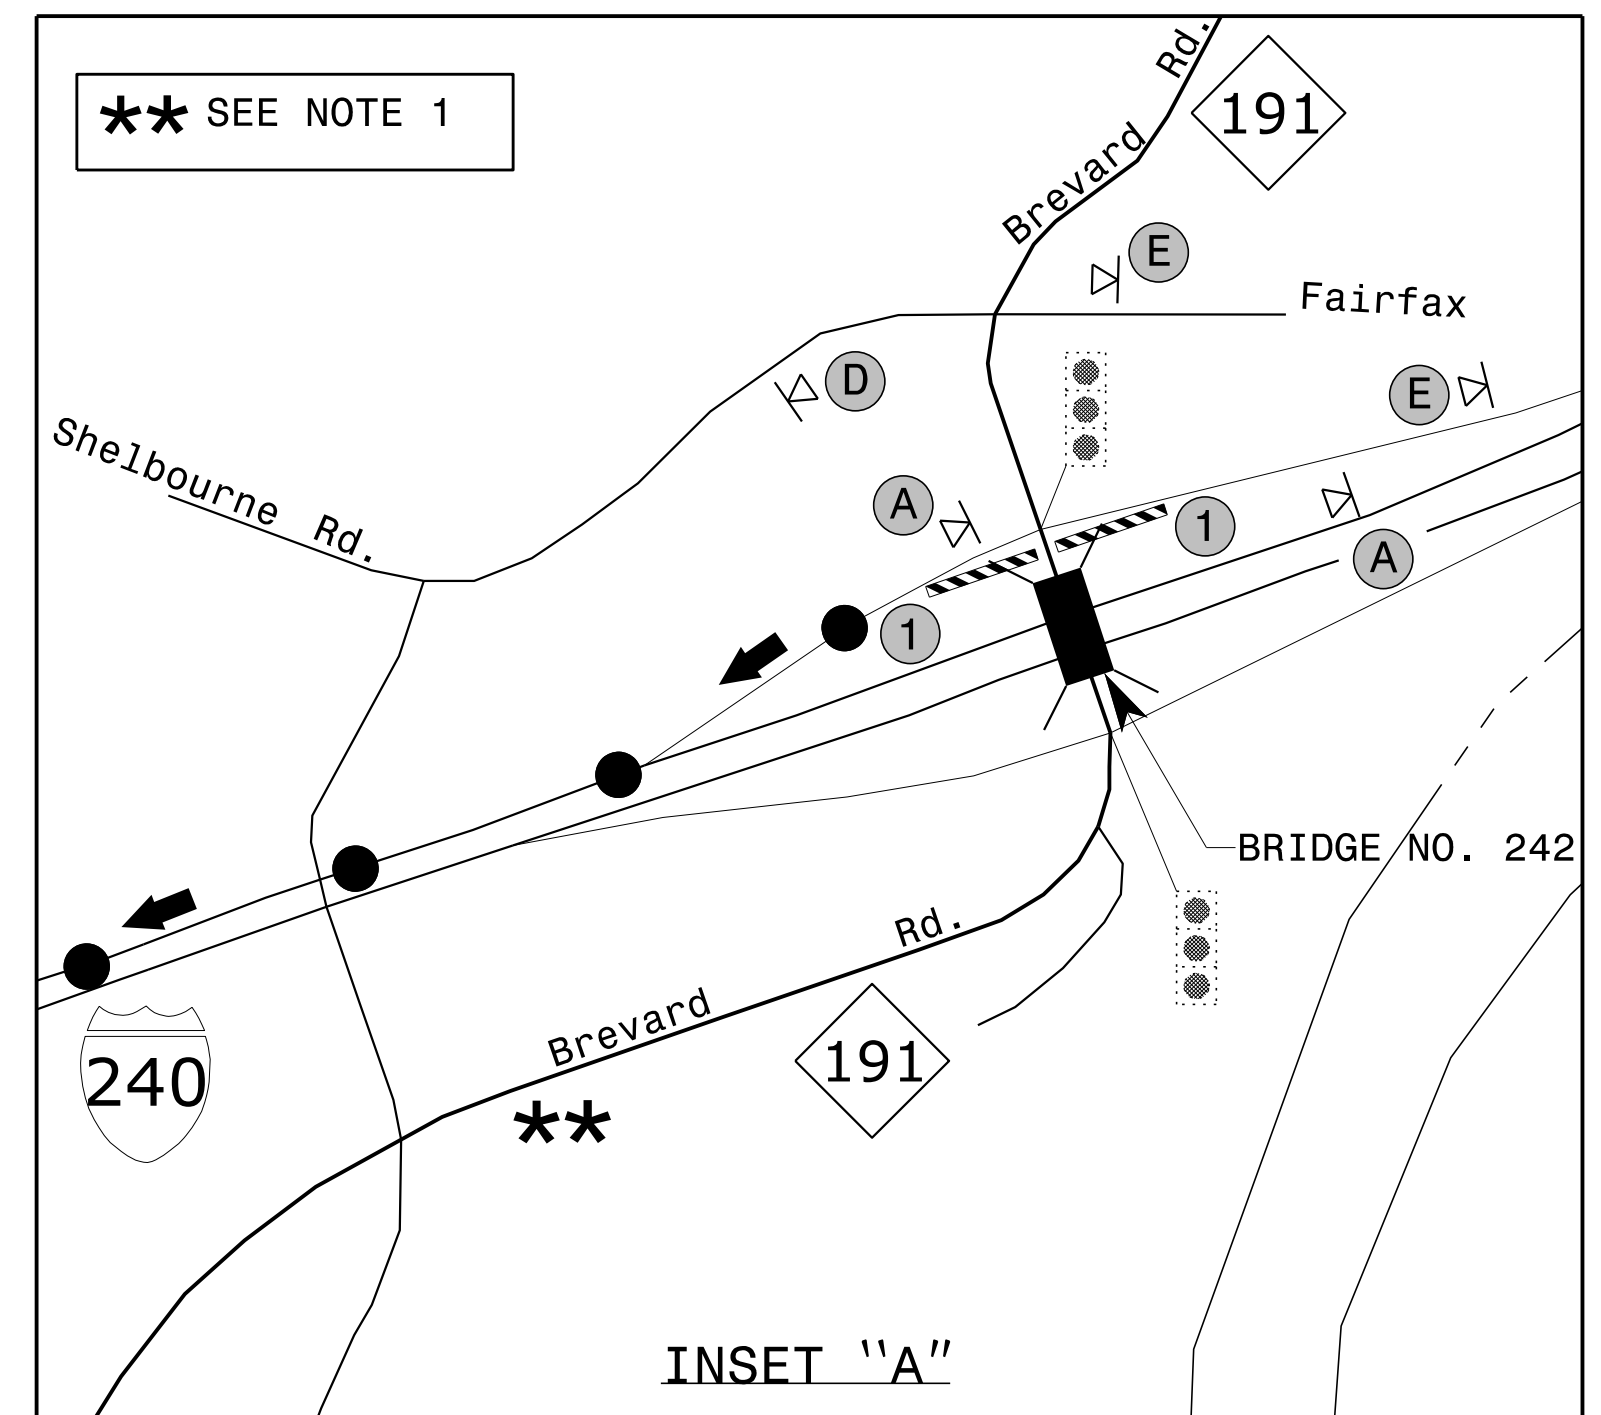 Rd.
191
** SEE NOTE 1
Brevard
E
Fairfax
D
E
Shelbourne Rd.
A
1
A
1
BRIDGE NO. 242
Rd.
Brevard
191
240
**
INSET "A"